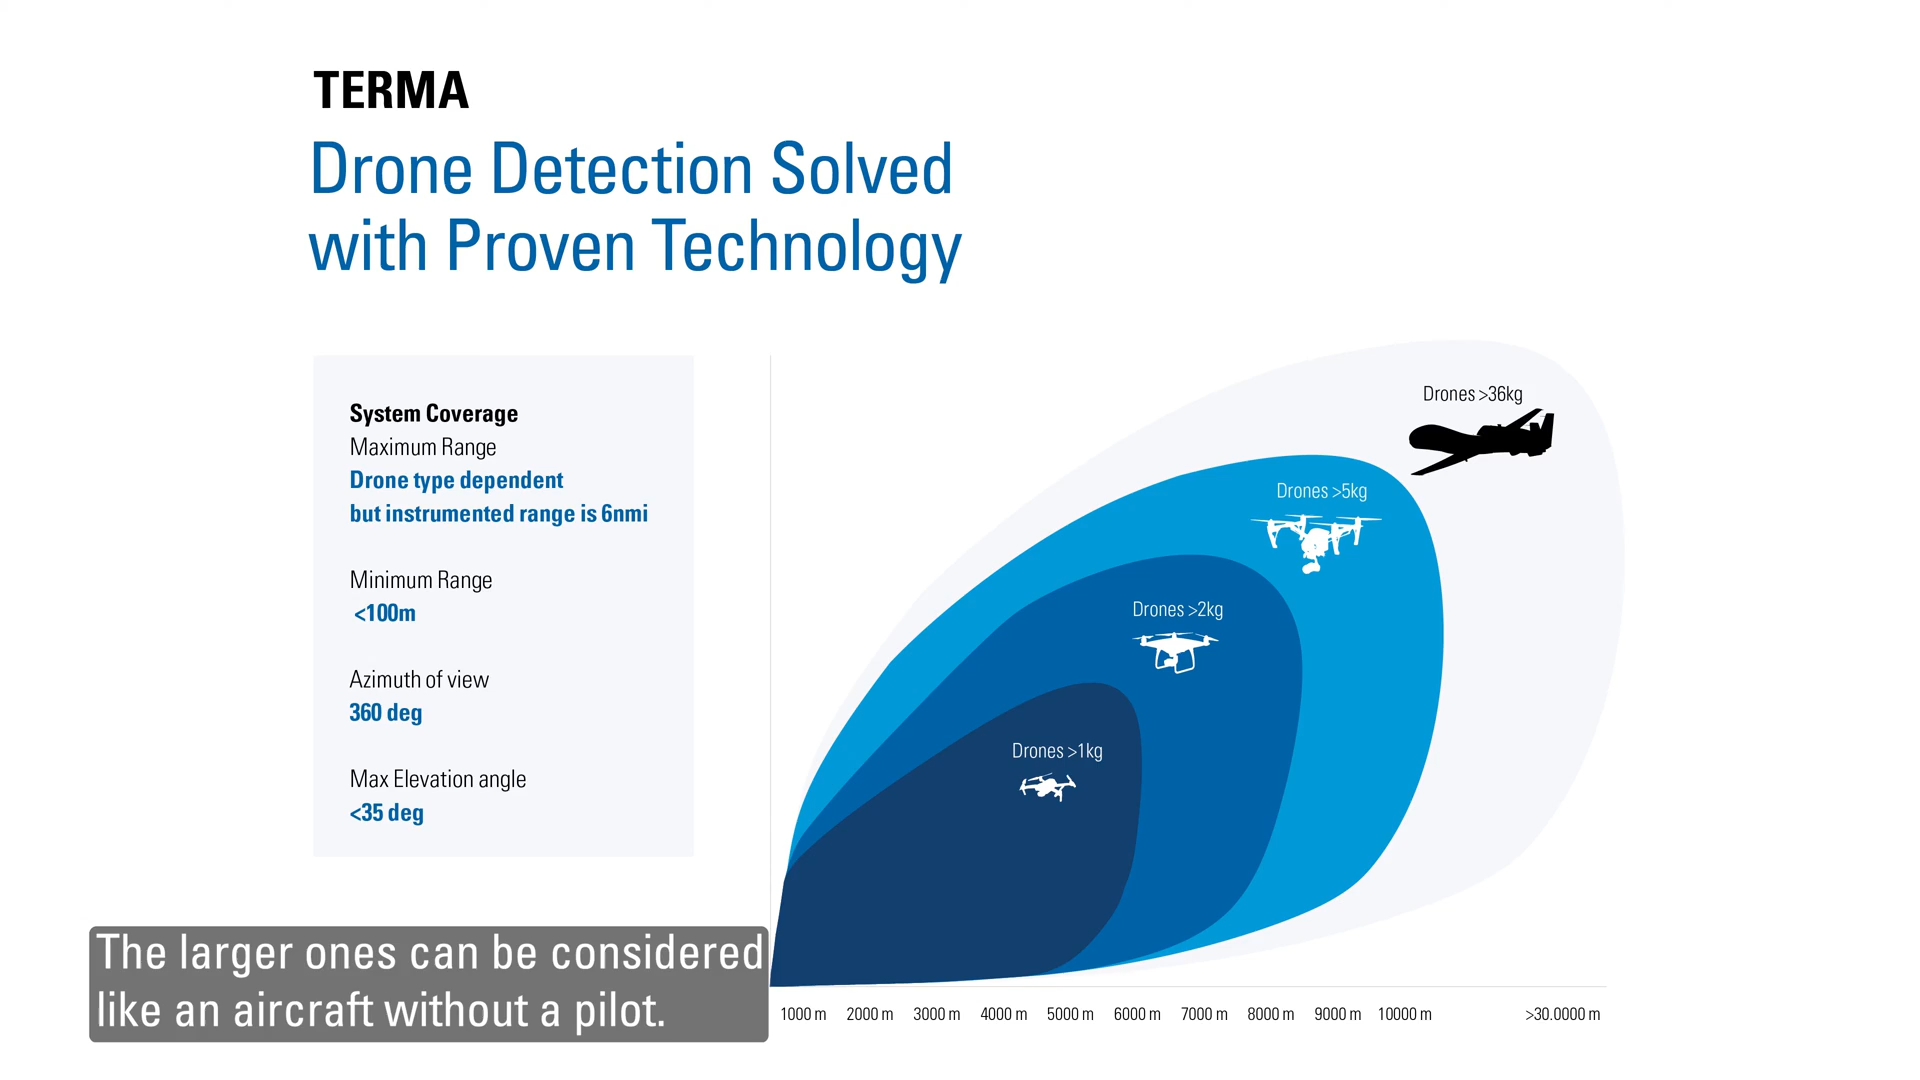 TERMA
Drone Detection Solved
with Proven Technology
System Coverage
Maximum Range
Drone type dependent
but instrumented range is 6nmi
Minimum Range
<100m
Azimuth of view
360 deg
Max Elevation angle
<35 deg
Drones >36kg
Drones >5kg
Drones >2kg
Drones >1kg
1000 m 2000 m 3000 m 4000 m 5000 m 6000 m 7000 m 8000 m 9000 m 10000 m >30.0000 m
The larger ones can be considered
like an aircraft without a pilot.